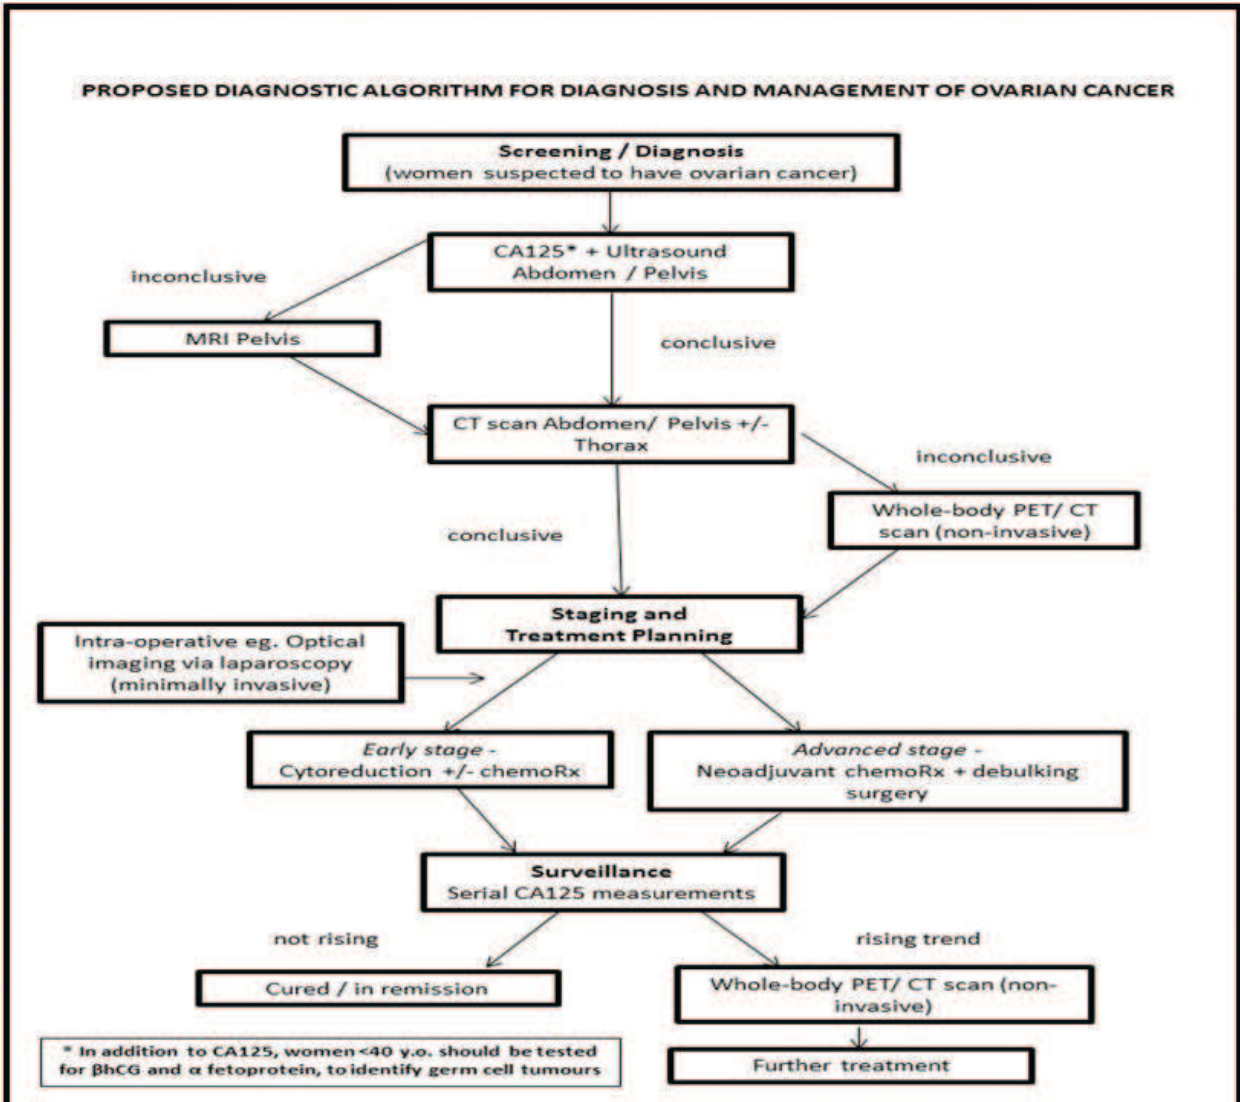 PROPOSED DIAGNOSTIC ALGORITHM FOR DIAGNOSIS AND MANAGEMENT OF OVARIAN CANCER
Screening / Diagnosis
(women suspected to have ovarian cancer)
CA125* + Ultrasound
Abdomen / Pelvis
inconclusive
MRI Pelvis
conclusive
CT scan Abdomen/ Pelvis +/-
Thorax
inconclusive
Whole-body PET/ CT
scan (non-invasive)
conclusive
Staging and
Treatment Planning
Intra-operative eg. Optical
imaging via laparoscopy
(minimally invasive)
Early stage -
Cytoreduction +/- chemoRx
Advanced stage -
Neoadjuvant chemoRx + debulking
surgery
Surveillance
Serial CA125 measurements
not rising
rising trend
Cured / in remission
Whole-body PET/ CT scan (non-
invasive)
Further treatment
* In addition to CA125, women <40 y.o. should be tested
for βhCG and α fetoprotein, to identify germ cell tumours